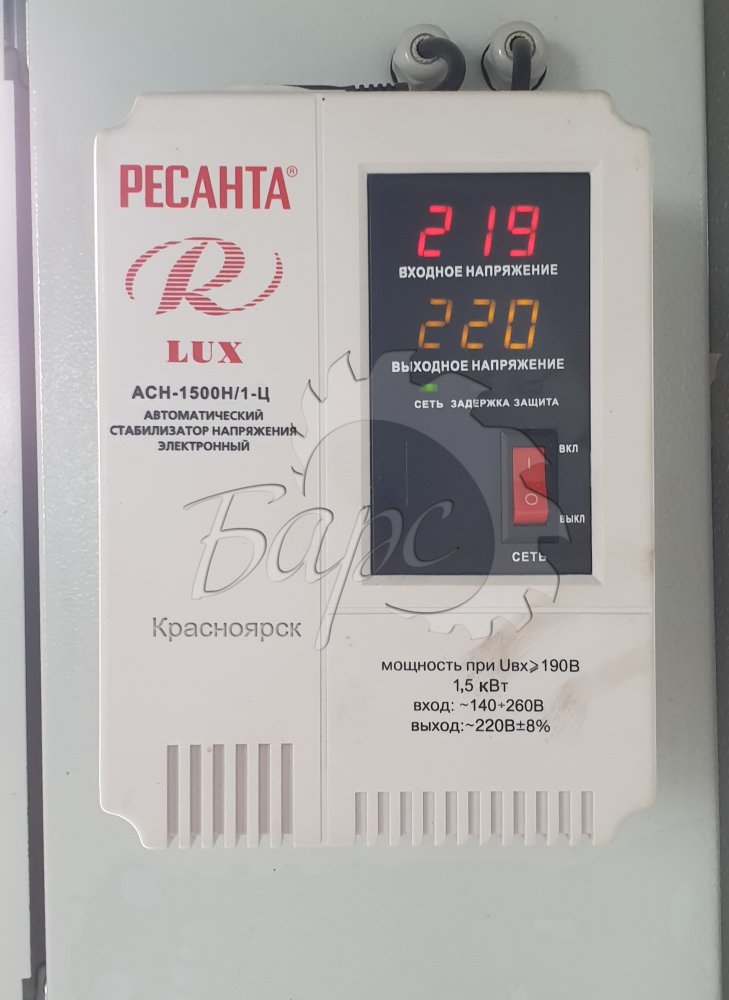 РЕСАНТА®
R
LUX
АСН-1500Н/1-Ц
АВТОМАТИЧЕСКИЙ
СТАБИЛИЗАТОР НАПРЯЖЕНИЯ
ЭЛЕКТРОННЫЙ
219
ВХОДНОЕ НАПРЯЖЕНИЕ
220
ВЫХОДНОЕ НАПРЯЖЕНИЕ
СЕТЬ ЗАДЕРЖКА ЗАЩИТА
ВКЛ
I
O
ВЫКЛ
СЕТЬ
Барс
Красноярск
мощность при Uвх⩾190В
1,5 кВт
вход: ~140÷260В
выход:~220В±8%